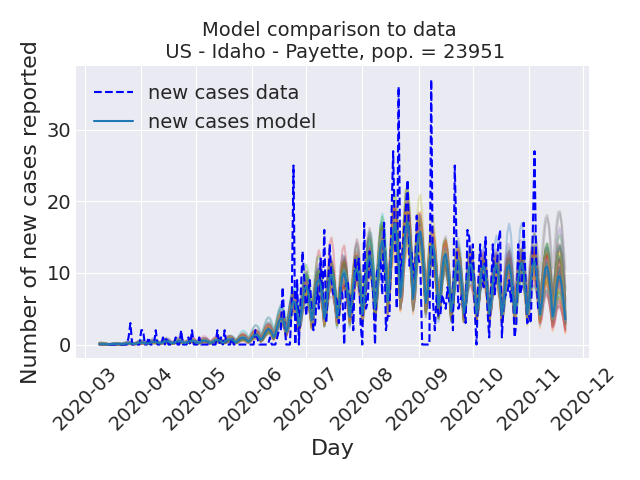 Model comparison to data
US - Idaho - Payette, pop. = 23951
Number of new cases reported
new cases data
new cases model
30
20
10
0
2020-03
2020-04
2020-05
2020-06
2020-07
2020-08
2020-09
2020-10
2020-11
2020-12
Day